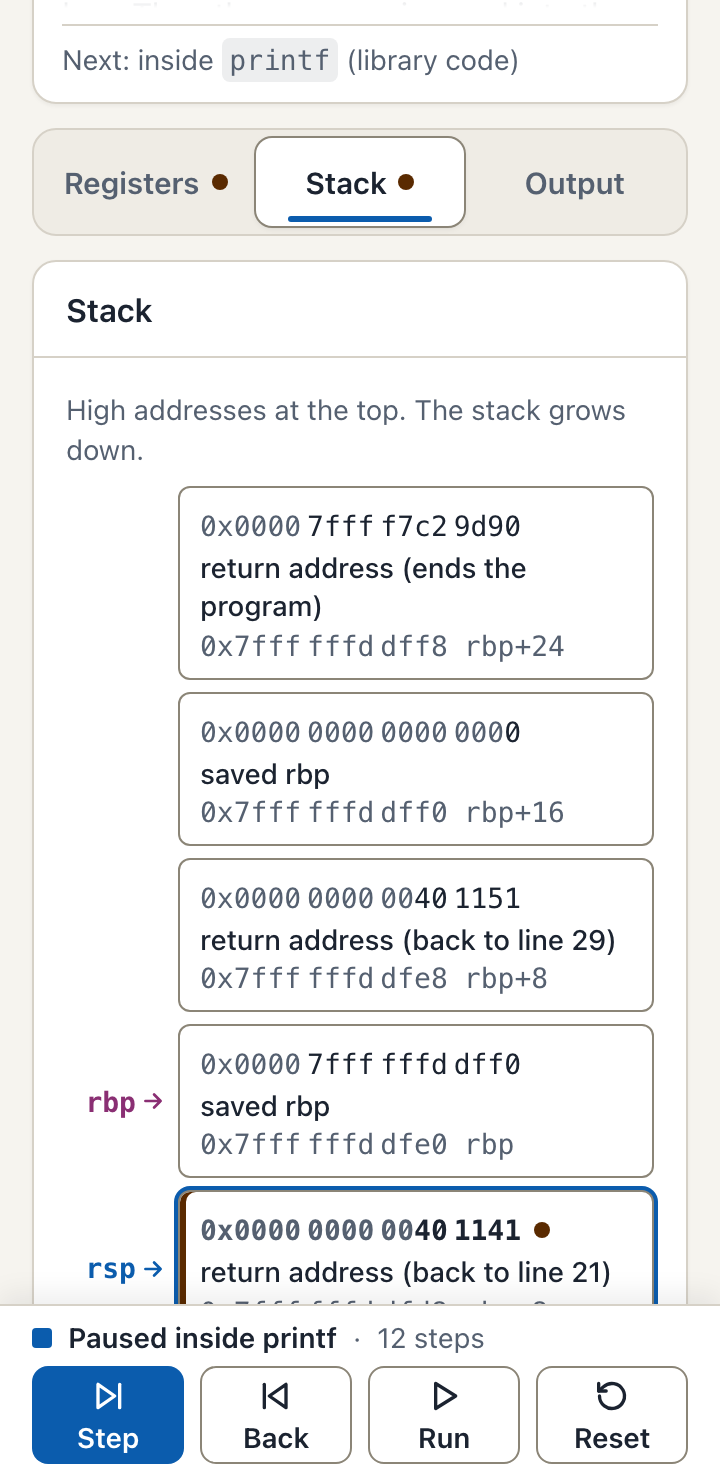 Next: inside printf (library code)
Registers
Stack
Output
Stack
High addresses at the top. The stack grows
down.
0x0000 7fff f7c2 9d90
return address (ends the
program)
0x7fff fffd dff8 rbp+24
0x0000 0000 0000 0000
saved rbp
0x7fff fffd dff0 rbp+16
0x0000 0000 0040 1151
return address (back to line 29)
0x7fff fffd dfe8 rbp+8
rbp →
0x0000 7fff fffd dff0
saved rbp
0x7fff fffd dfe0 rbp
rsp →
0x0000 0000 0040 1141
return address (back to line 21)
Paused inside printf · 12 steps
Step
Back
Run
Reset